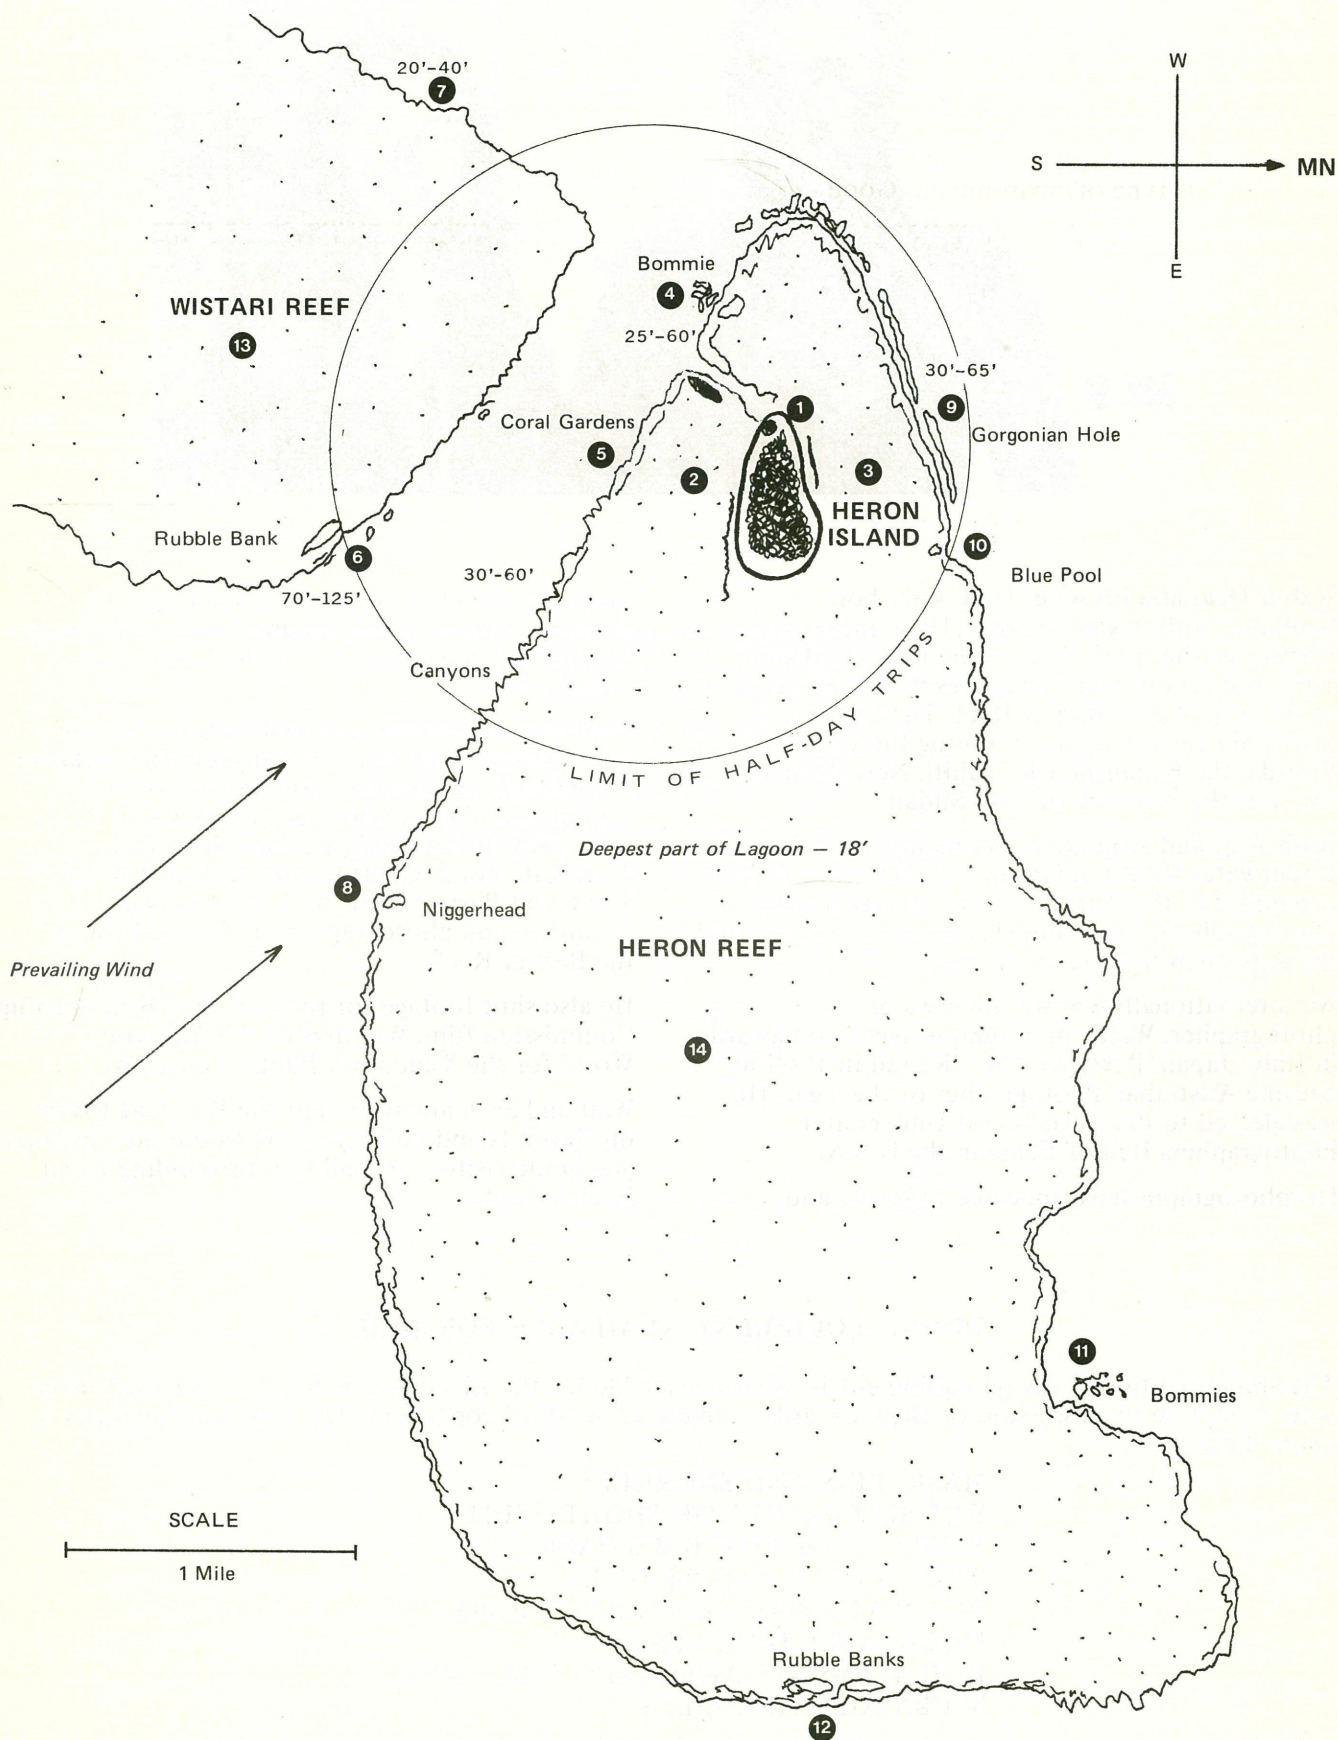 20'–40'
7
W
S
MN
E
Bommie
4
25'–60'
WISTARI REEF
13
30'–65'
1
9
Coral Gardens
Gorgonian Hole
5
2
3
HERON
ISLAND
Rubble Bank
6
10
30'–60'
Blue Pool
70'–125'
Canyons
LIMIT OF HALF-DAY TRIPS
Deepest part of Lagoon – 18'
8
Niggerhead
HERON REEF
Prevailing Wind
14
11
Bommies
SCALE
1 Mile
Rubble Banks
12